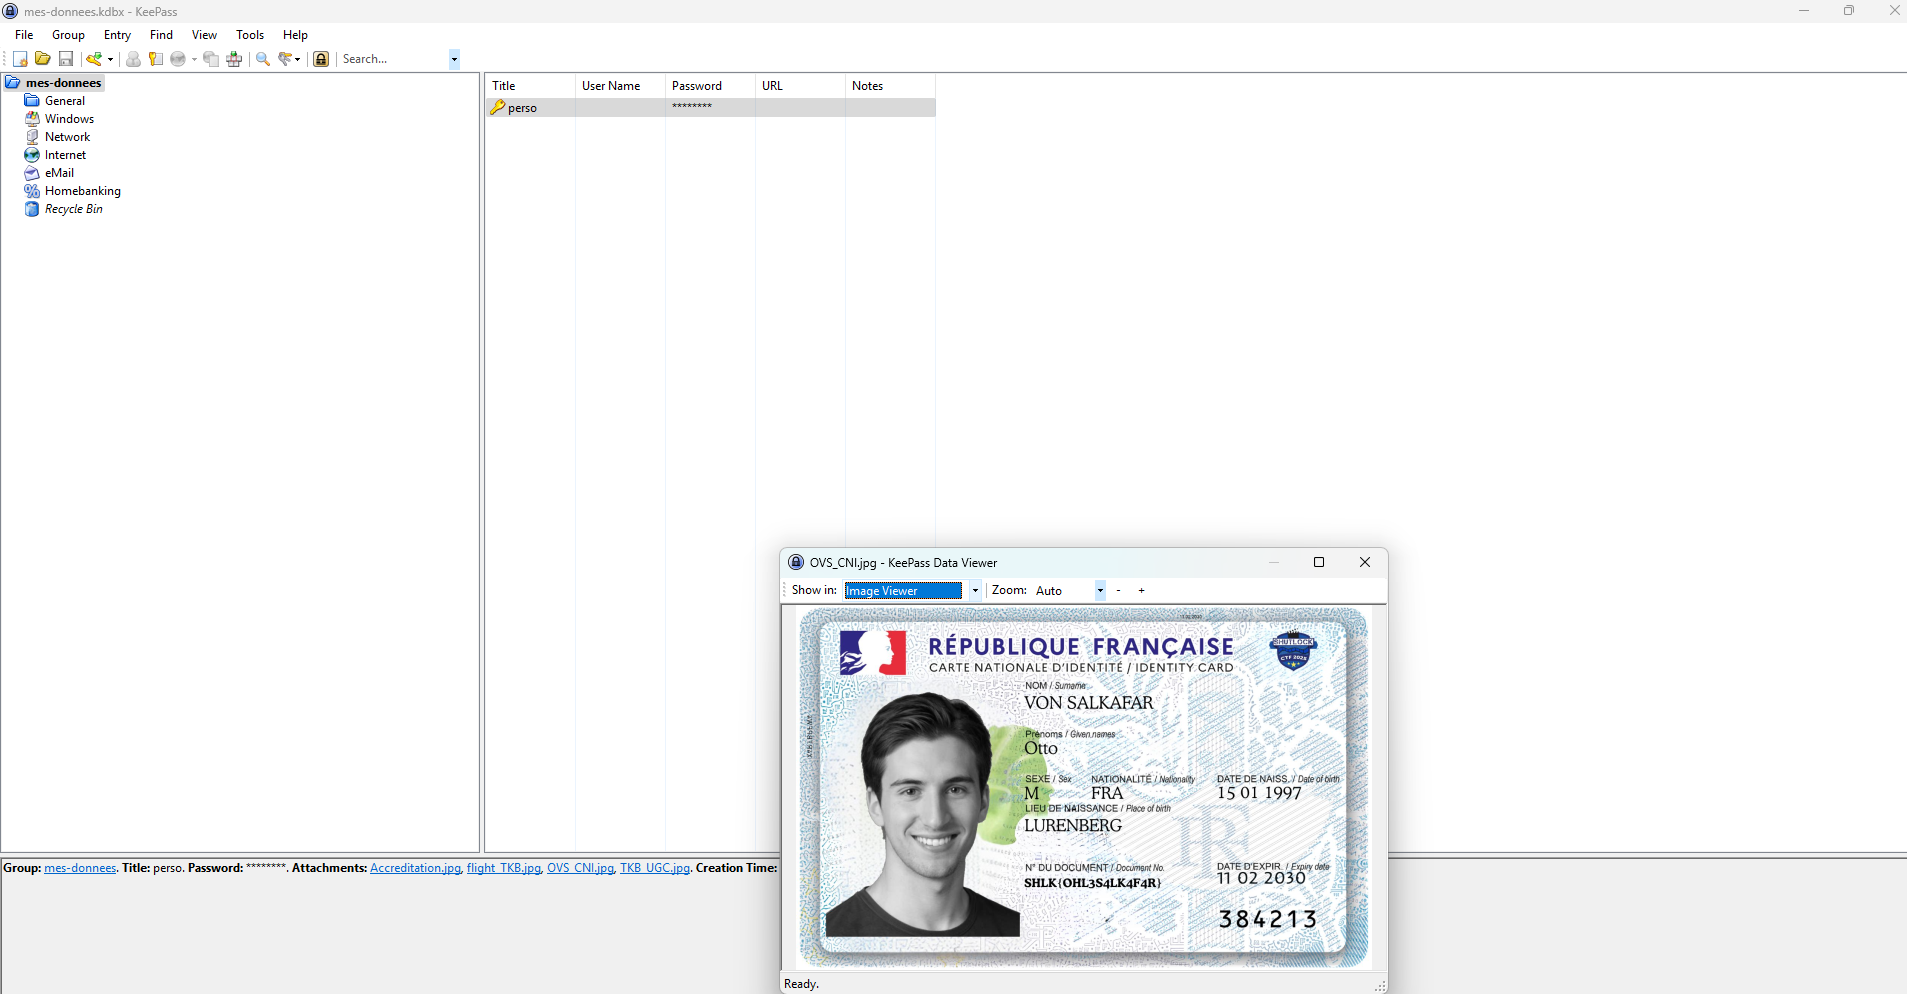 mes-donnees.kdbx - KeePass
File Group Entry Find View Tools Help
Search...
mes-donnees
General
Windows
Network
Internet
eMail
Homebanking
Recycle Bin
Title User Name Password URL Notes
perso ********
Group: mes-donnees. Title: perso. Password: ********. Attachments: Accreditation.jpg, flight_TKB.jpg, OVS_CNI.jpg, TKB_UGC.jpg. Creation Time:
OVS_CNI.jpg - KeePass Data Viewer
Show in: Image Viewer Zoom: Auto - +
RÉPUBLIQUE FRANÇAISE
CARTE NATIONALE D'IDENTITÉ / IDENTITY CARD
SHUTLOCK
CTF 2025
NOM / Surname
VON SALKAFAR
Prénoms / Given names
Otto
SEXE / Sex NATIONALITÉ / Nationality DATE DE NAISS. / Date of birth
M FRA 15 01 1997
LIEU DE NAISSANCE / Place of birth
LURENBERG
N° DU DOCUMENT / Document No. DATE D'EXPIR. / Expiry date
SHLK{OHL3S4LK4F4R} 11 02 2030
384213
RF
Ready.